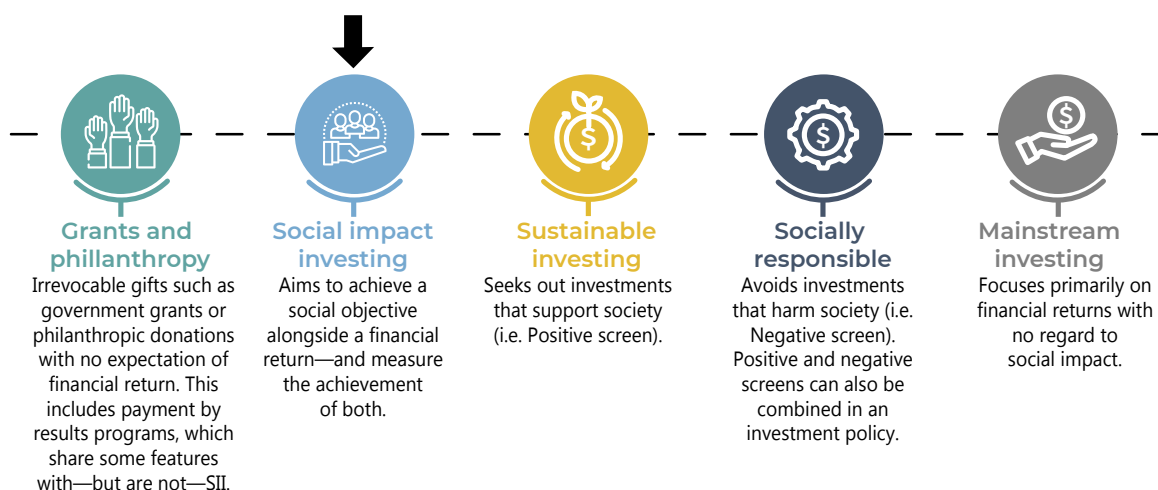 Grants and
phillanthropy
Irrevocable gifts such as
government grants or
philanthropic donations
with no expectation of
financial return. This
includes payment by
results programs, which
share some features
with—but are not—SII.
Social impact
investing
Aims to achieve a
social objective
alongside a financial
return—and measure
the achievement
of both.
$
Sustainable
investing
Seeks out investments
that support society
(i.e. Positive screen).
$
Socially
responsible
Avoids investments
that harm society (i.e.
Negative screen).
Positive and negative
screens can also be
combined in an
investment policy.
$
Mainstream
investing
Focuses primarily on
financial returns with
no regard to
social impact.